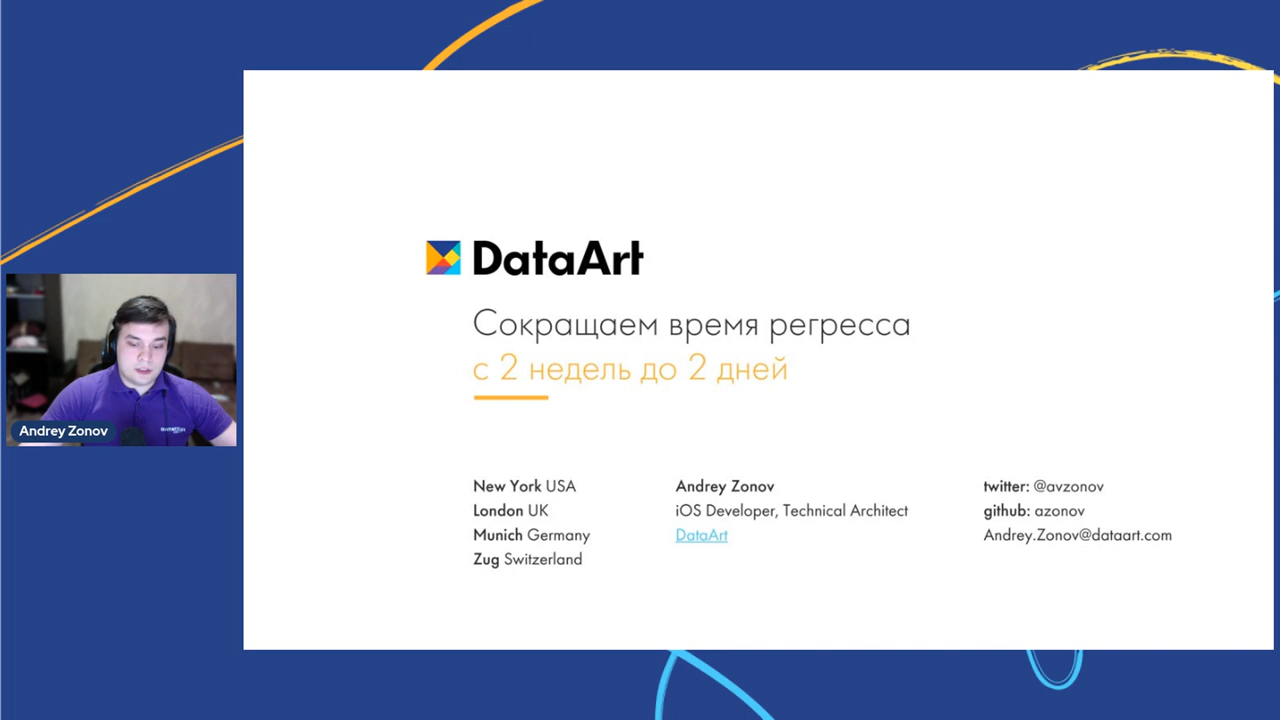 DataArt
Сокращаем время регресса
с 2 недель до 2 дней
Andrey Zonov
New York USA
London UK
Munich Germany
Zug Switzerland
Andrey Zonov
iOS Developer, Technical Architect
DataArt
twitter: @avzonov
github: azonov
Andrey.Zonov@dataart.com